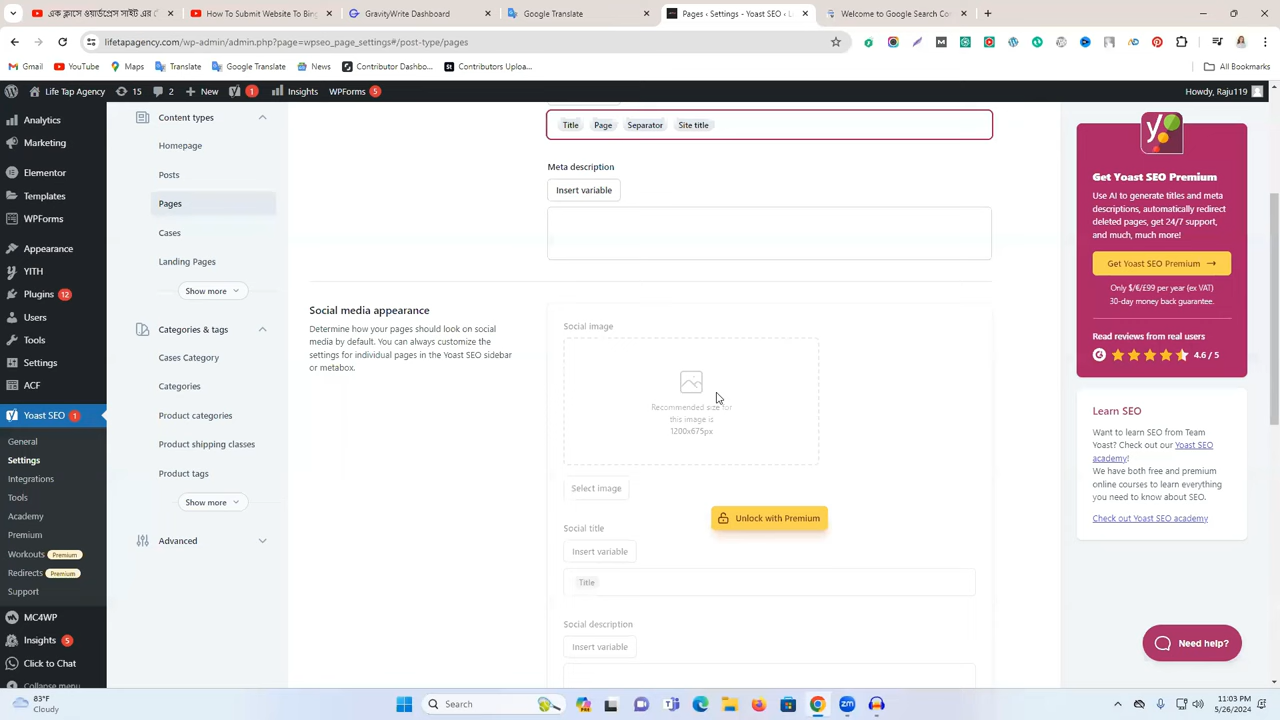 How To Submit Website To Bin
GravityWrite Dashboard
Google Translate
Pages - Settings - Yoast SEO
Welcome to Google Search Co
lifetapagency.com/wp-admin/admin.php?page=wpseo_page_settings#/post-type/pages
Gmail
YouTube
Maps
Translate
Google Translate
News
Contributor Dashbo...
Contributors Uploa...
All Bookmarks
Life Tap Agency
15
2
New
1
Insights
WPForms
5
Howdy, Raju119
Analytics
Marketing
Elementor
Templates
WPForms
Appearance
YITH
Plugins 12
Users
Tools
Settings
ACF
Yoast SEO 1
General
Settings
Integrations
Tools
Academy
Premium
Workouts Premium
Redirects Premium
Support
MC4WP
Insights 5
Click to Chat
Collapse menu
Content types
Homepage
Posts
Pages
Cases
Landing Pages
Show more
Categories & tags
Cases Category
Categories
Product categories
Product shipping classes
Product tags
Show more
Advanced
Title Page Separator Site title
Meta description
Insert variable
Social media appearance
Determine how your pages should look on social
media by default. You can always customize the
settings for individual pages in the Yoast SEO sidebar
or metabox.
Social image
Recommended size for
this image is
1200x675px
Select image
Unlock with Premium
Social title
Insert variable
Title
Social description
Insert variable
Get Yoast SEO Premium
Use AI to generate titles and meta
descriptions, automatically redirect
deleted pages, get 24/7 support,
and much, much more!
Get Yoast SEO Premium →
Only $/€/£99 per year (ex VAT)
30-day money back guarantee.
Read reviews from real users
4.6 / 5
Learn SEO
Want to learn SEO from Team
Yoast? Check out our Yoast SEO
academy!
We have both free and premium
online courses to learn everything
you need to know about SEO.
Check out Yoast SEO academy
Need help?
83°F
Cloudy
Search
11:03 PM
5/26/2024